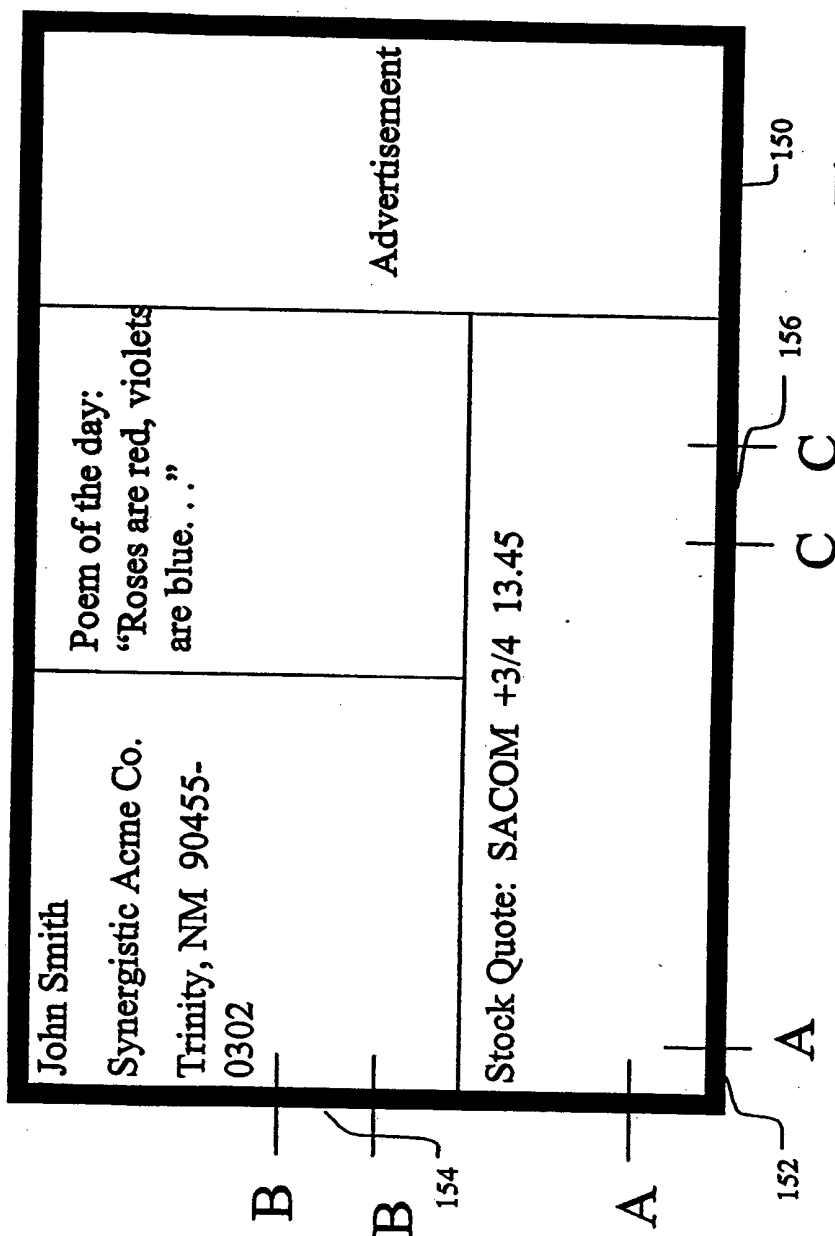 John Smith
Synergistic Acme Co.
Trinity, NM 90455-
0302
Poem of the day:
“Roses are red, violets
are blue. . .”
Advertisement
Stock Quote: SACOM +3/4 13.45
B
B
154
A
152
A
C
C
156
150